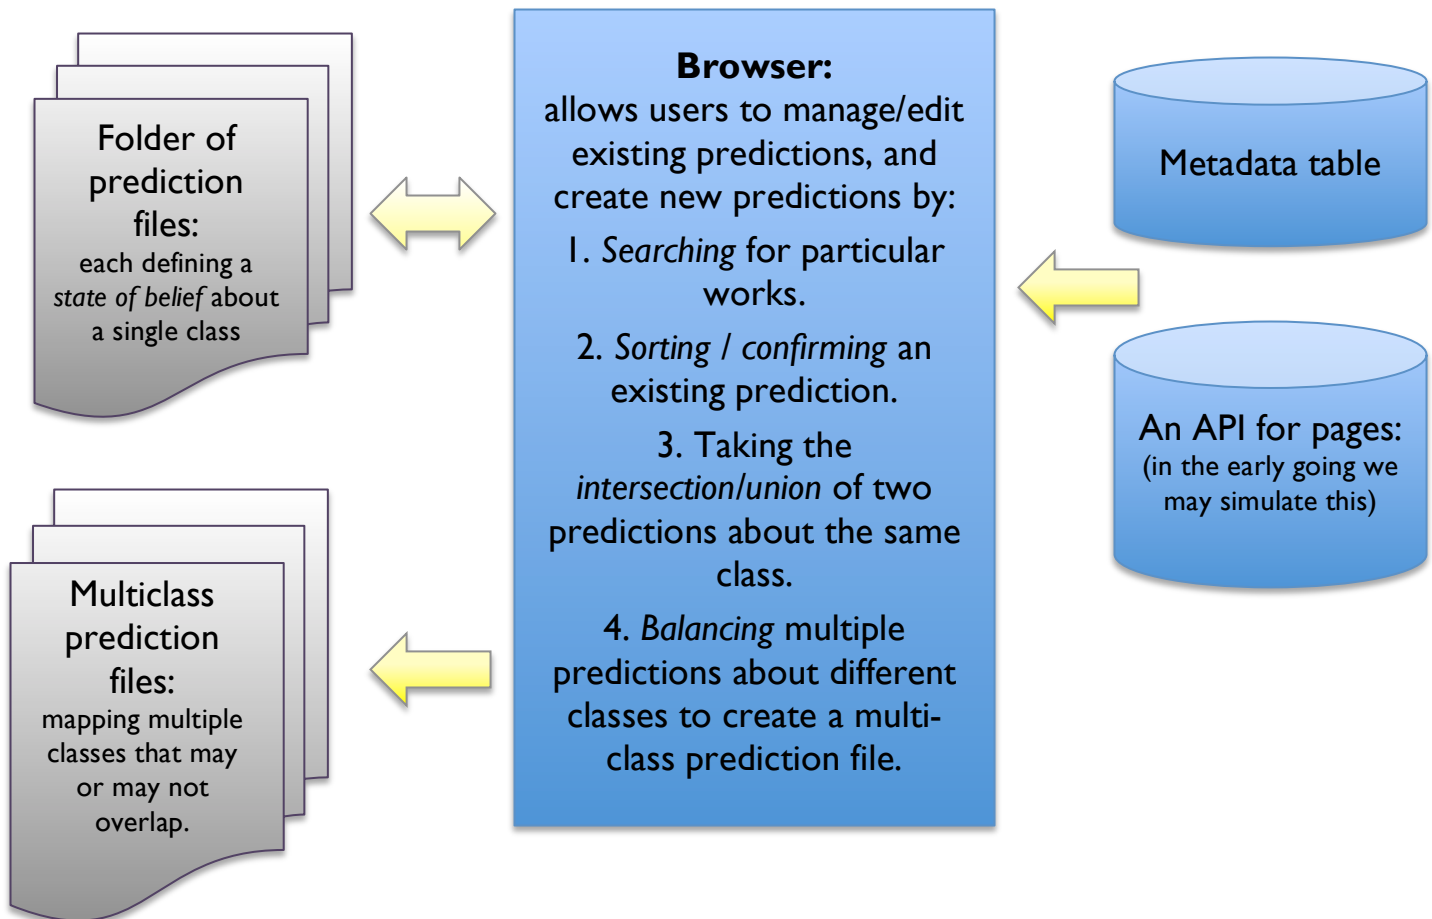 Folder of
prediction
files:
each defining a
state of belief about
a single class
Multiclass
prediction
files:
mapping multiple
classes that may
or may not
overlap.
Browser:
allows users to manage/edit
existing predictions, and
create new predictions by:
1. Searching for particular
works.
2. Sorting / confirming an
existing prediction.
3. Taking the
intersection/union of two
predictions about the same
class.
4. Balancing multiple
predictions about different
classes to create a multi-
class prediction file.
Metadata table
An API for pages:
(in the early going we
may simulate this)